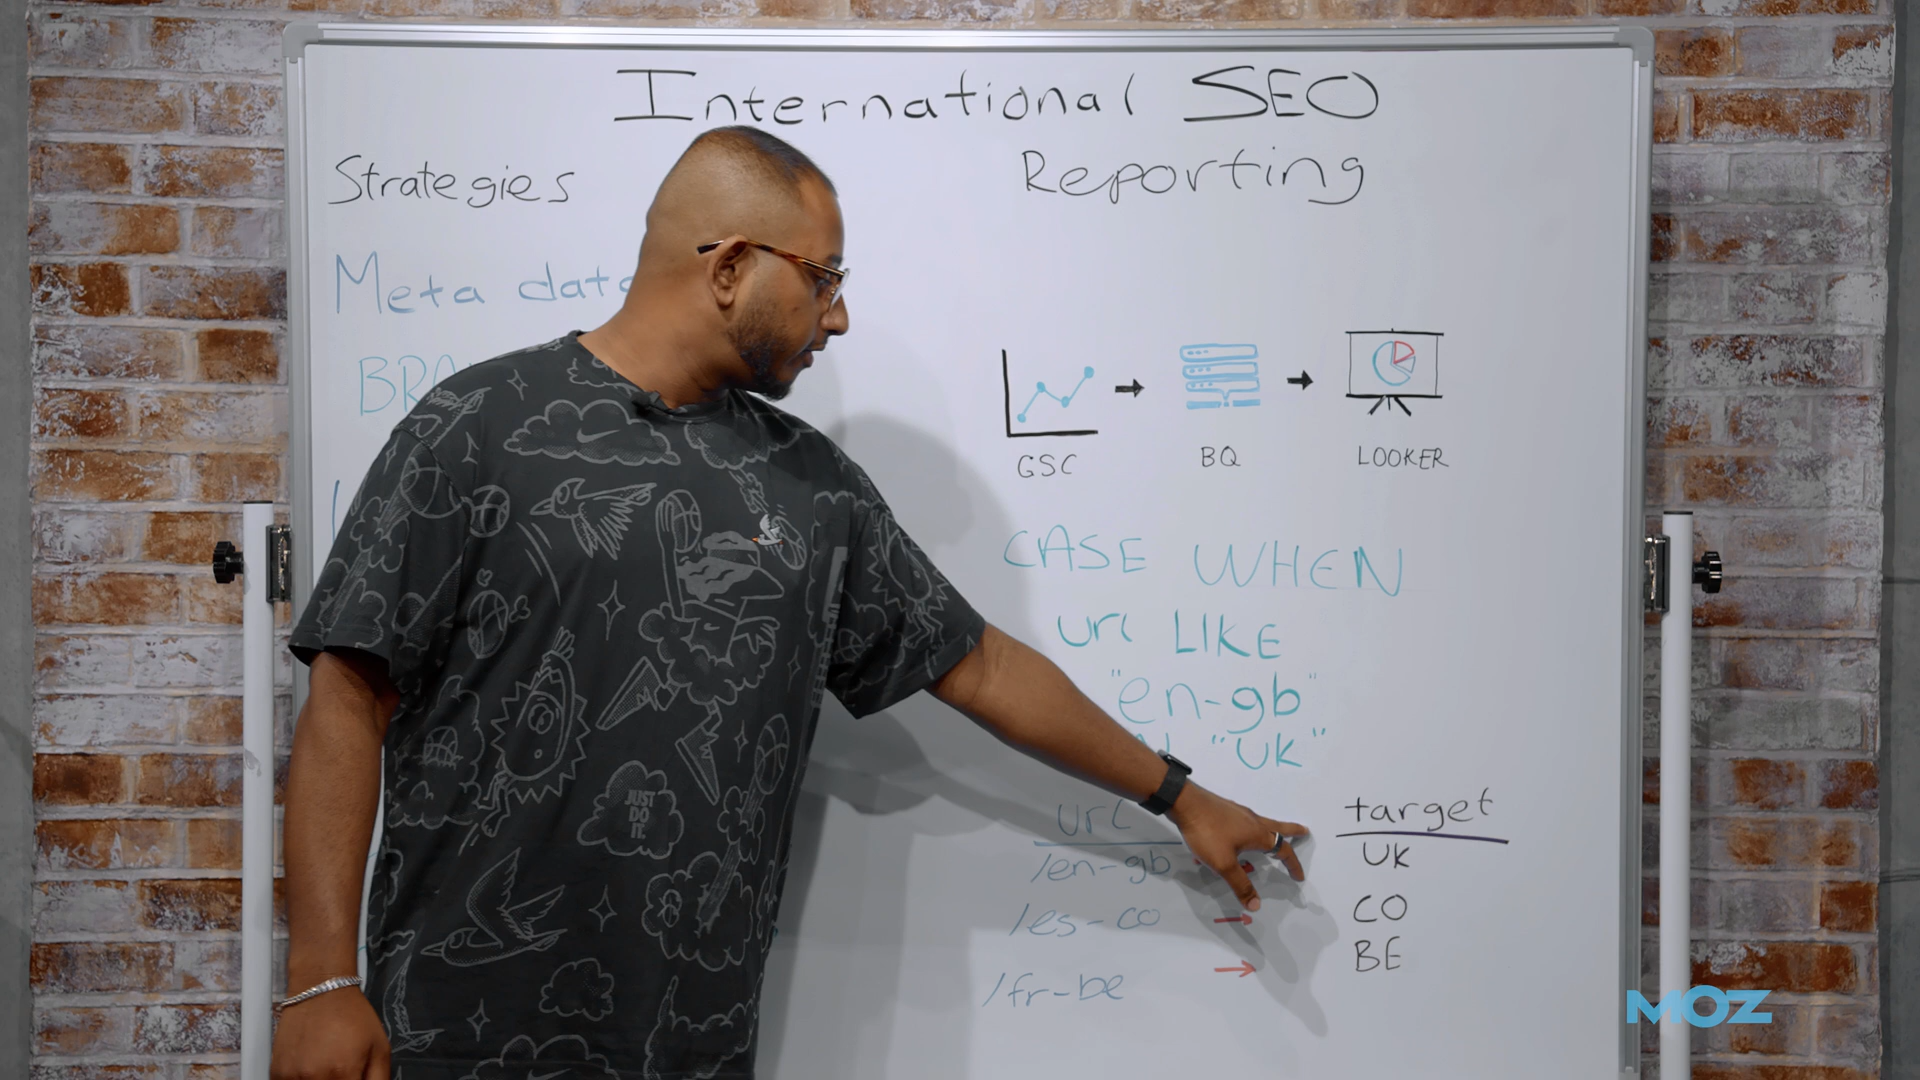 International SEO
Strategies
Meta data
Reporting
GSC
BQ
LOOKER
CASE WHEN
url LIKE
"en-gb"
"UK"
url
/en-gb
/es-co
/fr-be
target
UK
CO
BE
JUST
DO
IT.
MOZ